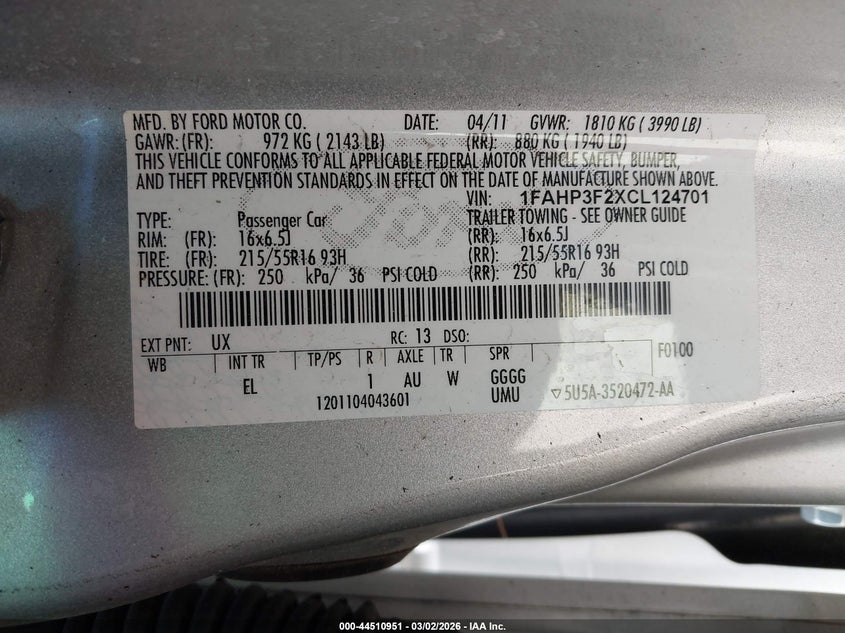 MFD. BY FORD MOTOR CO. DATE: 04/11 GVWR: 1810 KG ( 3990 LB)
GAWR:(FR): 972 KG ( 2143 LB) (RR): 880 KG ( 1940 LB)
THIS VEHICLE CONFORMS TO ALL APPLICABLE FEDERAL MOTOR VEHICLE SAFETY, BUMPER,
AND THEFT PREVENTION STANDARDS IN EFFECT ON THE DATE OF MANUFACTURE SHOWN ABOVE.
VIN: 1FAHP3F2XCL124701
TYPE: Passenger Car TRAILER TOWING - SEE OWNER GUIDE
RIM: (FR): 16x6.5J (RR): 16x6.5J
TIRE: (FR): 215/55R16 93H (RR): 215/55R16 93H
PRESSURE: (FR): 250 kPa/ 36 PSI COLD (RR): 250 kPa/ 36 PSI COLD
EXT PNT: UX RC: 13 DSO:
WB INT TR TP/PS R AXLE TR SPR F0100
EL 1 AU W GGGG
1201104043601 UMU ▽5U5A-3520472-AA
000-44510951 - 03/02/2026 - IAA Inc.